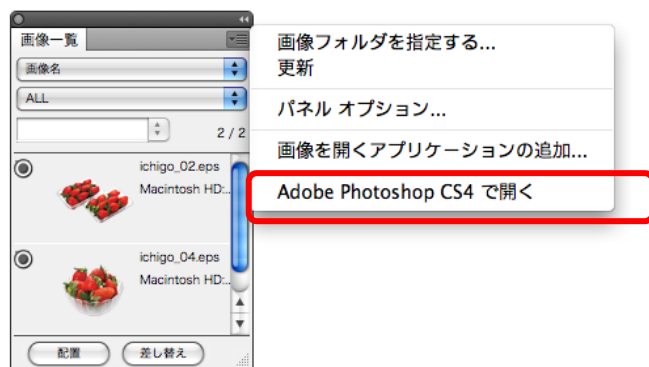 画像一覧
画像名
ALL
2 / 2
ichigo_02.eps
Macintosh HD:...
ichigo_04.eps
Macintosh HD:...
配置
差し替え
画像フォルダを指定する...
更新
パネル オプション...
画像を開くアプリケーションの追加...
Adobe Photoshop CS4 で開く